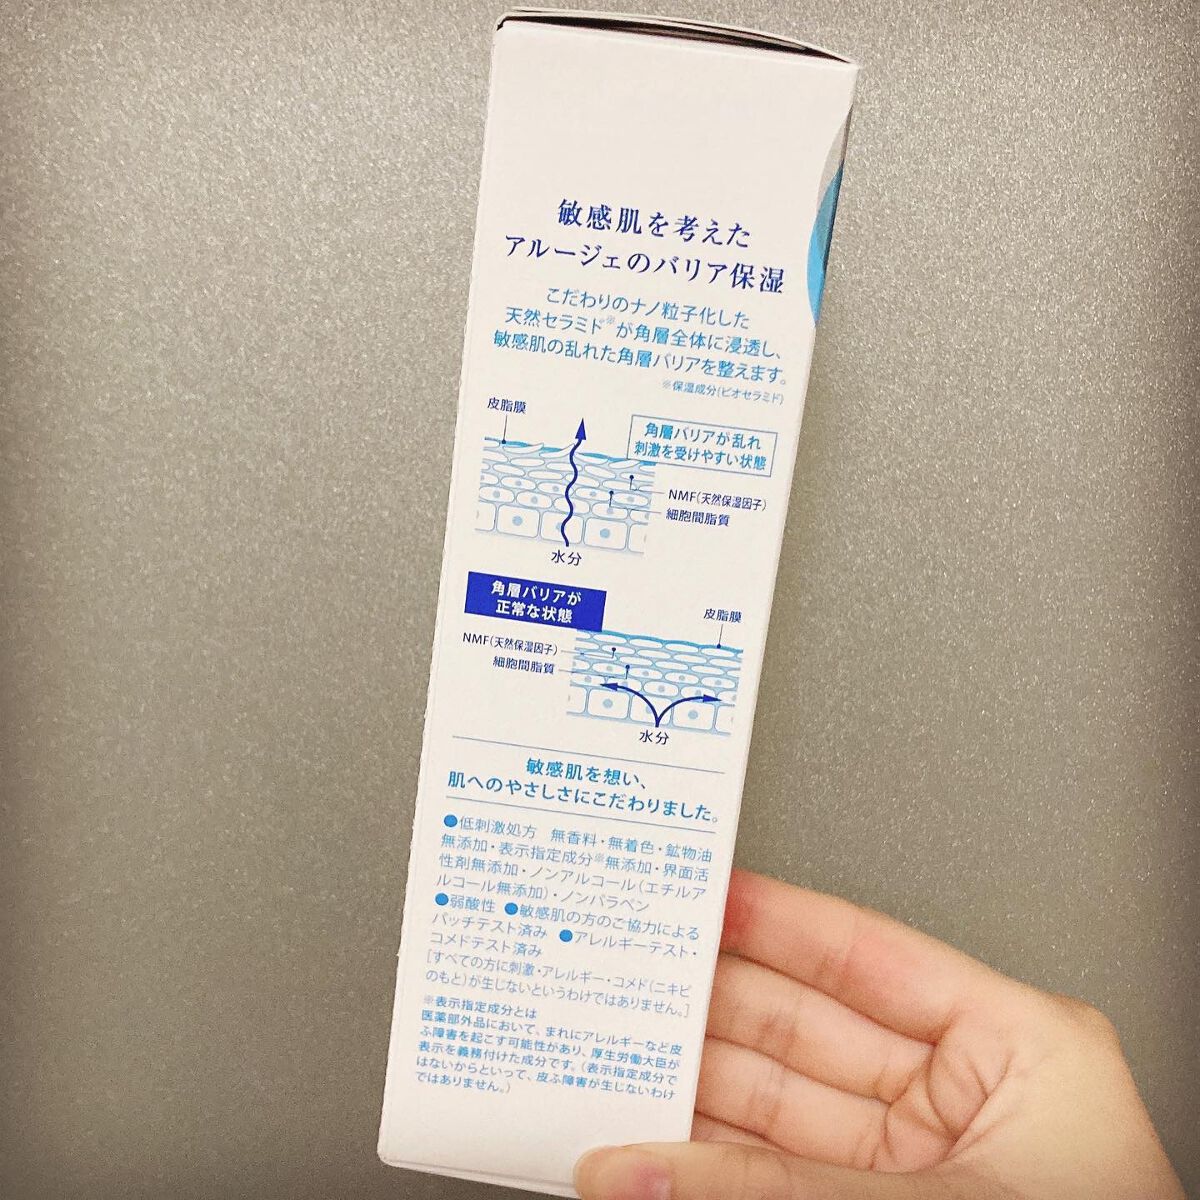 敏感肌を考えた
アルージェのバリア保湿
こだわりのナノ粒子化した
天然セラミド※が角層全体に浸透し、
敏感肌の乱れた角層バリアを整えます。
※保湿成分(ビオセラミド)
皮脂膜
角層バリアが乱れ
刺激を受けやすい状態
NMF(天然保湿因子)
細胞間脂質
水分
角層バリアが
正常な状態
皮脂膜
NMF(天然保湿因子)
細胞間脂質
水分
敏感肌を想い、
肌へのやさしさにこだわりました。
●低刺激処方 無香料・無着色・鉱物油
無添加・表示指定成分※無添加・界面活
性剤無添加・ノンアルコール(エチルア
ルコール無添加)・ノンパラベン
●弱酸性 ●敏感肌の方のご協力による
パッチテスト済み ●アレルギーテスト・
コメドテスト済み
[すべての方に刺激・アレルギー・コメド(ニキビ
のもと)が生じないというわけではありません。]
※表示指定成分とは
医薬部外品において、まれにアレルギーなど皮
ふ障害を起こす可能性があり、厚生労働大臣が
表示を義務付けた成分です。(表示指定成分で
はないからといって、皮ふ障害が生じないわけ
ではありません。)